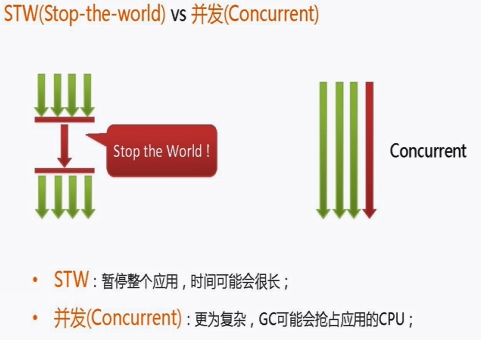 STW(Stop-the-world) vs 并发(Concurrent)
Stop the World !
Concurrent
• STW：暂停整个应用，时间可能会很长；
• 并发(Concurrent)：更为复杂，GC可能会抢占应用的CPU；